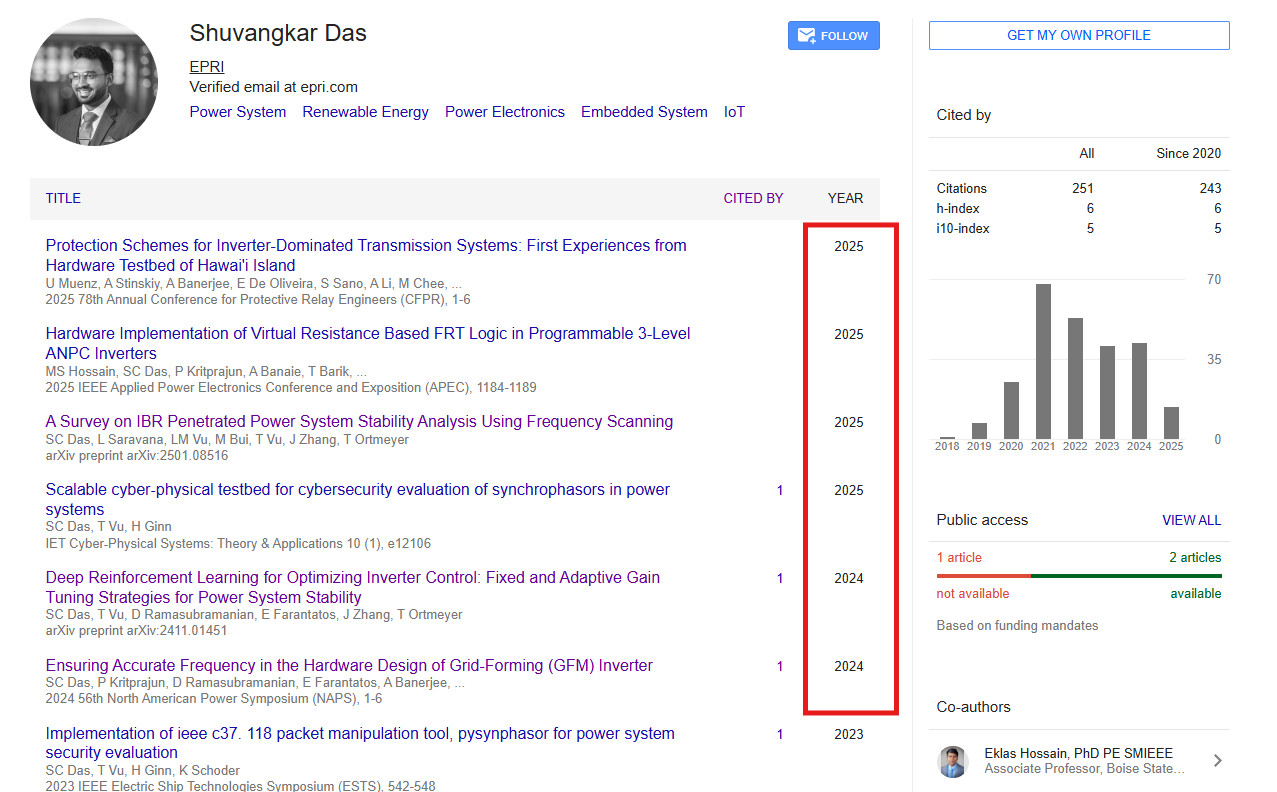 Shuvangkar Das
FOLLOW
EPRI
Verified email at epri.com
Power System Renewable Energy Power Electronics Embedded System IoT
TITLE CITED BY YEAR
Protection Schemes for Inverter-Dominated Transmission Systems: First Experiences from 2025
Hardware Testbed of Hawai'i Island
U Muenz, A Stinskiy, A Banerjee, E De Oliveira, S Sano, A Li, M Chee, ...
2025 78th Annual Conference for Protective Relay Engineers (CFPR), 1-6
Hardware Implementation of Virtual Resistance Based FRT Logic in Programmable 3-Level 2025
ANPC Inverters
MS Hossain, SC Das, P Kritprajun, A Banaie, T Barik, ...
2025 IEEE Applied Power Electronics Conference and Exposition (APEC), 1184-1189
A Survey on IBR Penetrated Power System Stability Analysis Using Frequency Scanning 2025
SC Das, L Saravana, LM Vu, M Bui, T Vu, J Zhang, T Ortmeyer
arXiv preprint arXiv:2501.08516
Scalable cyber-physical testbed for cybersecurity evaluation of synchrophasors in power 1 2025
systems
SC Das, T Vu, H Ginn
IET Cyber-Physical Systems: Theory & Applications 10 (1), e12106
Deep Reinforcement Learning for Optimizing Inverter Control: Fixed and Adaptive Gain 1 2024
Tuning Strategies for Power System Stability
SC Das, T Vu, D Ramasubramanian, E Farantatos, J Zhang, T Ortmeyer
arXiv preprint arXiv:2411.01451
Ensuring Accurate Frequency in the Hardware Design of Grid-Forming (GFM) Inverter 1 2024
SC Das, P Kritprajun, D Ramasubramanian, E Farantatos, A Banerjee, ...
2024 56th North American Power Symposium (NAPS), 1-6
Implementation of ieee c37. 118 packet manipulation tool, pysynphasor for power system 1 2023
security evaluation
SC Das, T Vu, H Ginn, K Schoder
2023 IEEE Electric Ship Technologies Symposium (ESTS), 542-548
GET MY OWN PROFILE
Cited by
All Since 2020
Citations 251 243
h-index 6 6
i10-index 5 5
70
35
0
2018 2019 2020 2021 2022 2023 2024 2025
Public access VIEW ALL
1 article 2 articles
not available available
Based on funding mandates
Co-authors
Eklas Hossain, PhD PE SMIEEE
Associate Professor, Boise State...